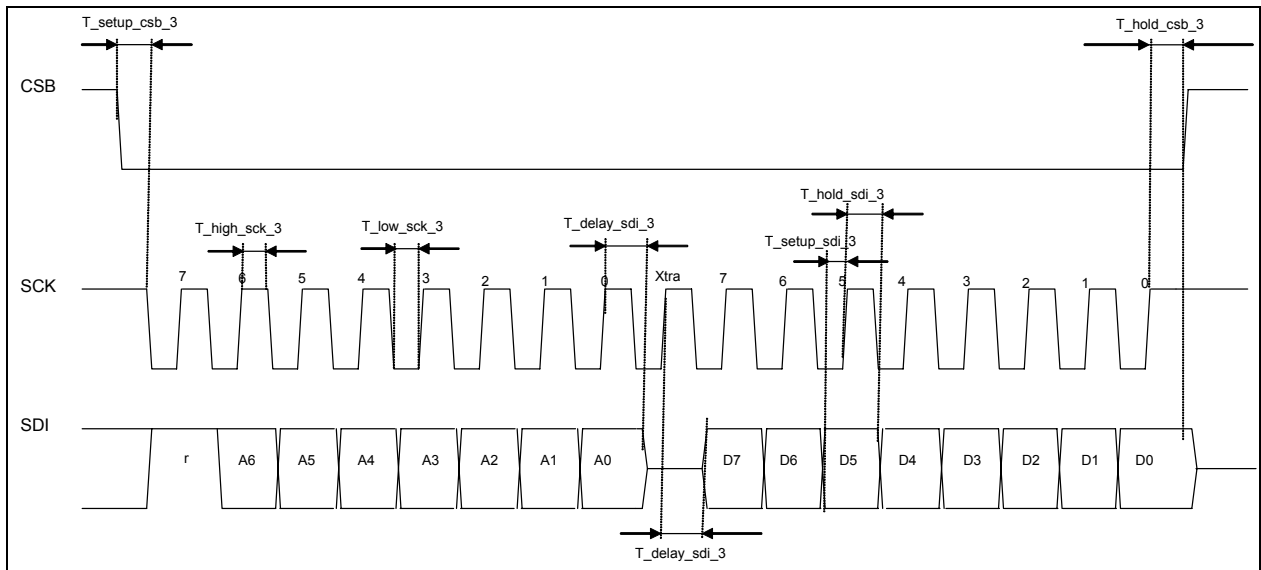 T_setup_csb_3
T_hold_csb_3
CSB
T_hold_sdi_3
T_high_sck_3
T_low_sck_3
T_delay_sdi_3
T_setup_sdi_3
SCK
7 6 5 4 3 2 1 0 Xtra 7 6 5 4 3 2 1 0
SDI
r A6 A5 A4 A3 A2 A1 A0 D7 D6 D5 D4 D3 D2 D1 D0
T_delay_sdi_3